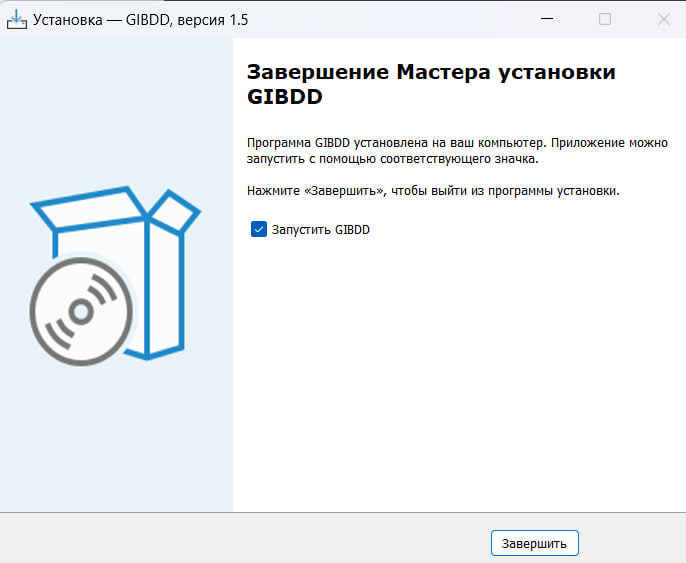 Установка — GIBDD, версия 1.5
Завершение Мастера установки
GIBDD
Программа GIBDD установлена на ваш компьютер. Приложение можно
запустить с помощью соответствующего значка.
Нажмите «Завершить», чтобы выйти из программы установки.
Запустить GIBDD
Завершить